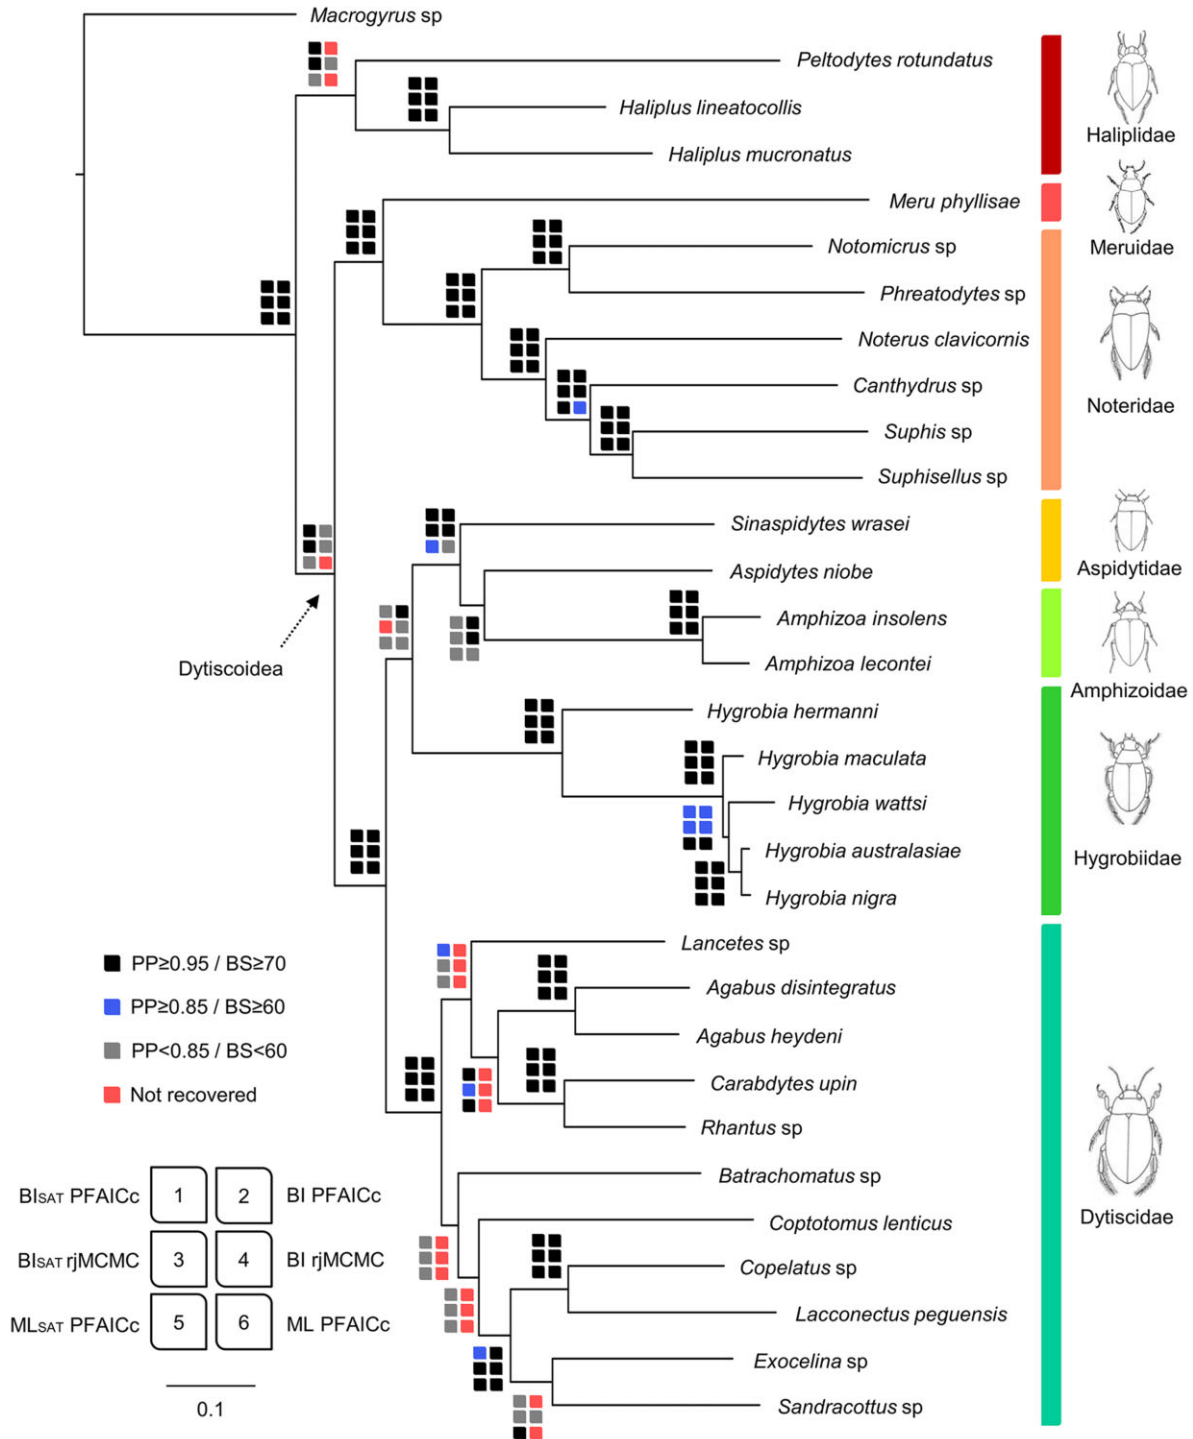 Macrogyrus sp
Peltodytes rotundatus
Haliplus lineatocollis
Haliplus mucronatus
Haliplidae
Meru phyllisae
Meruidae
Notomicrus sp
Phreatodytes sp
Noterus clavicornis
Canthydrus sp
Suphis sp
Suphisellus sp
Noteridae
Sinaspidytes wrasei
Aspidytes niobe
Aspidytidae
Amphizoa insolens
Amphizoa lecontei
Amphizoidae
Dytiscoidea
Hygrobia hermanni
Hygrobia maculata
Hygrobia wattsi
Hygrobia australasiae
Hygrobia nigra
Hygrobiidae
Lancetes sp
Agabus disintegratus
Agabus heydeni
Carabdytes upin
Rhantus sp
Batrachomatus sp
Coptotomus lenticus
Copelatus sp
Lacconectus peguensis
Exocelina sp
Sandracottus sp
Dytiscidae
PP≥0.95 / BS≥70
PP≥0.85 / BS≥60
PP<0.85 / BS<60
Not recovered
BISAT PFAICc 1 2 BI PFAICc
BISAT rjMCMC 3 4 BI rjMCMC
MLSAT PFAICc 5 6 ML PFAICc
0.1